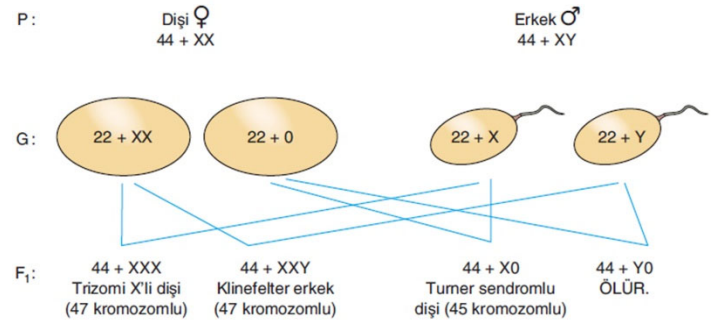 P: Dişi ♀ Erkek ♂
44 + XX 44 + XY
G: 22 + XX 22 + 0 22 + X 22 + Y
F₁: 44 + XXX 44 + XXY 44 + X0 44 + Y0
Trizomi X'li dişi Klinefelter erkek Turner sendromlu ÖLÜR.
(47 kromozomlu) (47 kromozomlu) dişi (45 kromozomlu)